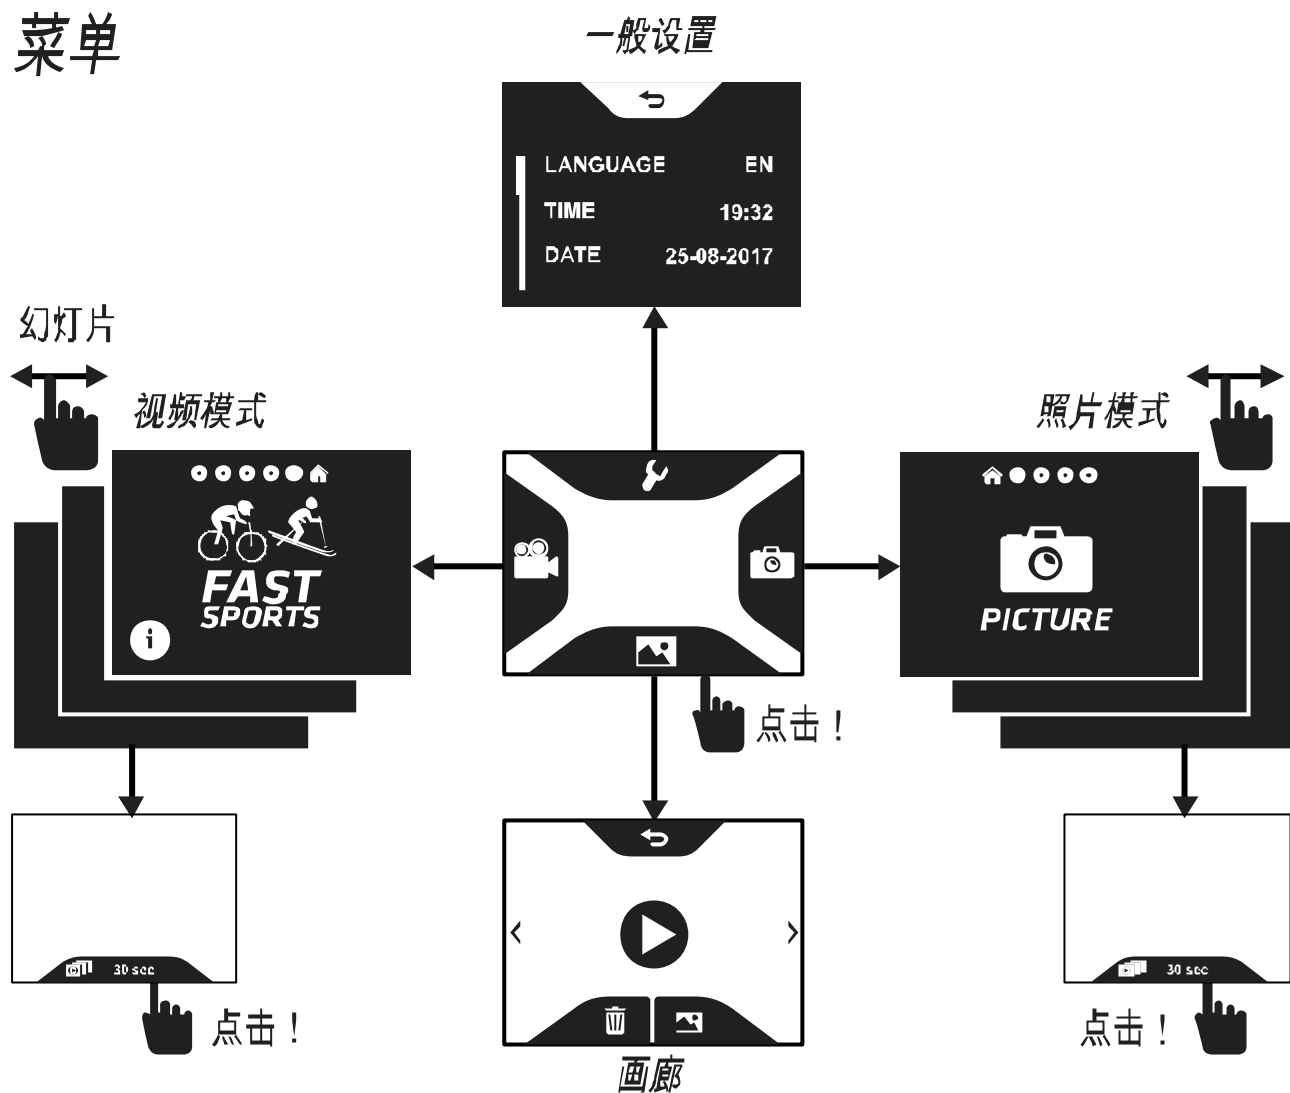 菜单
一般设置
LANGUAGE EN
TIME 19:32
DATE 25-08-2017
幻灯片
视频模式
照片模式
FAST
SPORTS
i
PICTURE
点击！
30 sec
点击！
30 sec
点击！
画廊